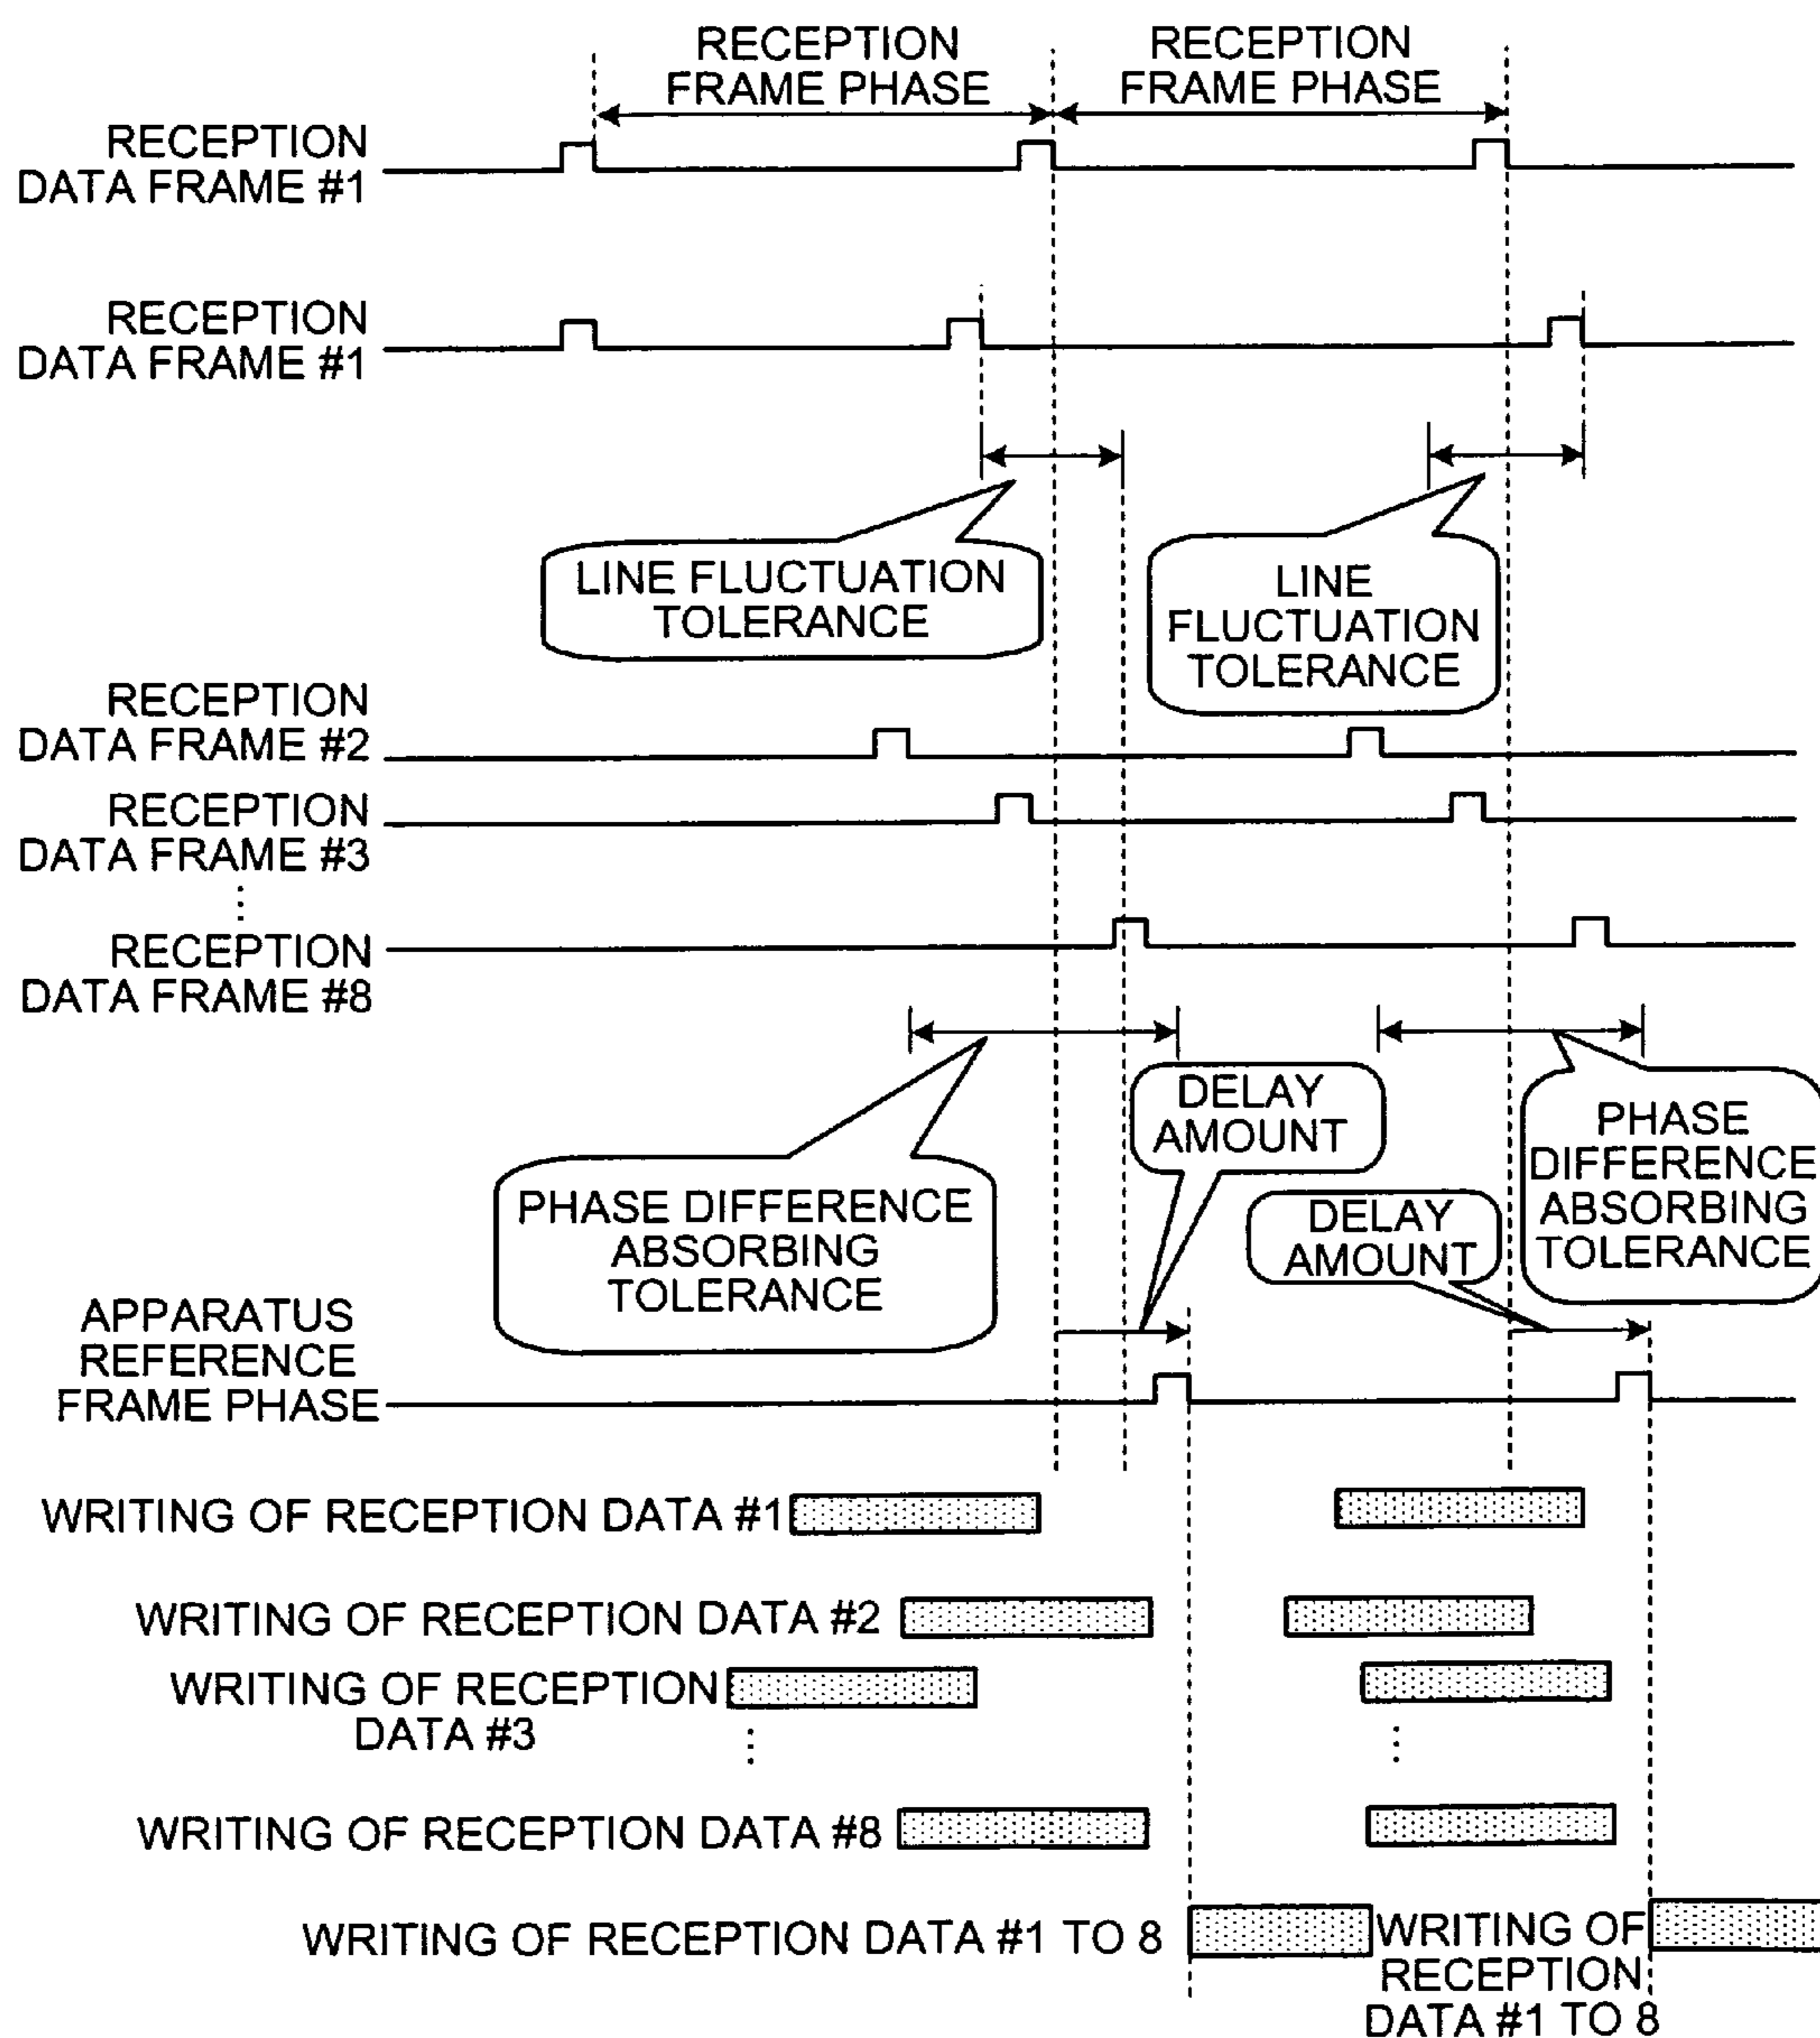 RECEPTION
FRAME PHASE
RECEPTION
FRAME PHASE
RECEPTION
DATA FRAME #1
RECEPTION
DATA FRAME #1
LINE FLUCTUATION
TOLERANCE
LINE
FLUCTUATION
TOLERANCE
RECEPTION
DATA FRAME #2
RECEPTION
DATA FRAME #3
RECEPTION
DATA FRAME #8
DELAY
AMOUNT
PHASE
DIFFERENCE
ABSORBING
TOLERANCE
PHASE DIFFERENCE
ABSORBING
TOLERANCE
DELAY
AMOUNT
APPARATUS
REFERENCE
FRAME PHASE
WRITING OF RECEPTION DATA #1
WRITING OF RECEPTION DATA #2
WRITING OF RECEPTION
DATA #3
WRITING OF RECEPTION DATA #8
WRITING OF RECEPTION DATA #1 TO 8
WRITING OF
RECEPTION
DATA #1 TO 8